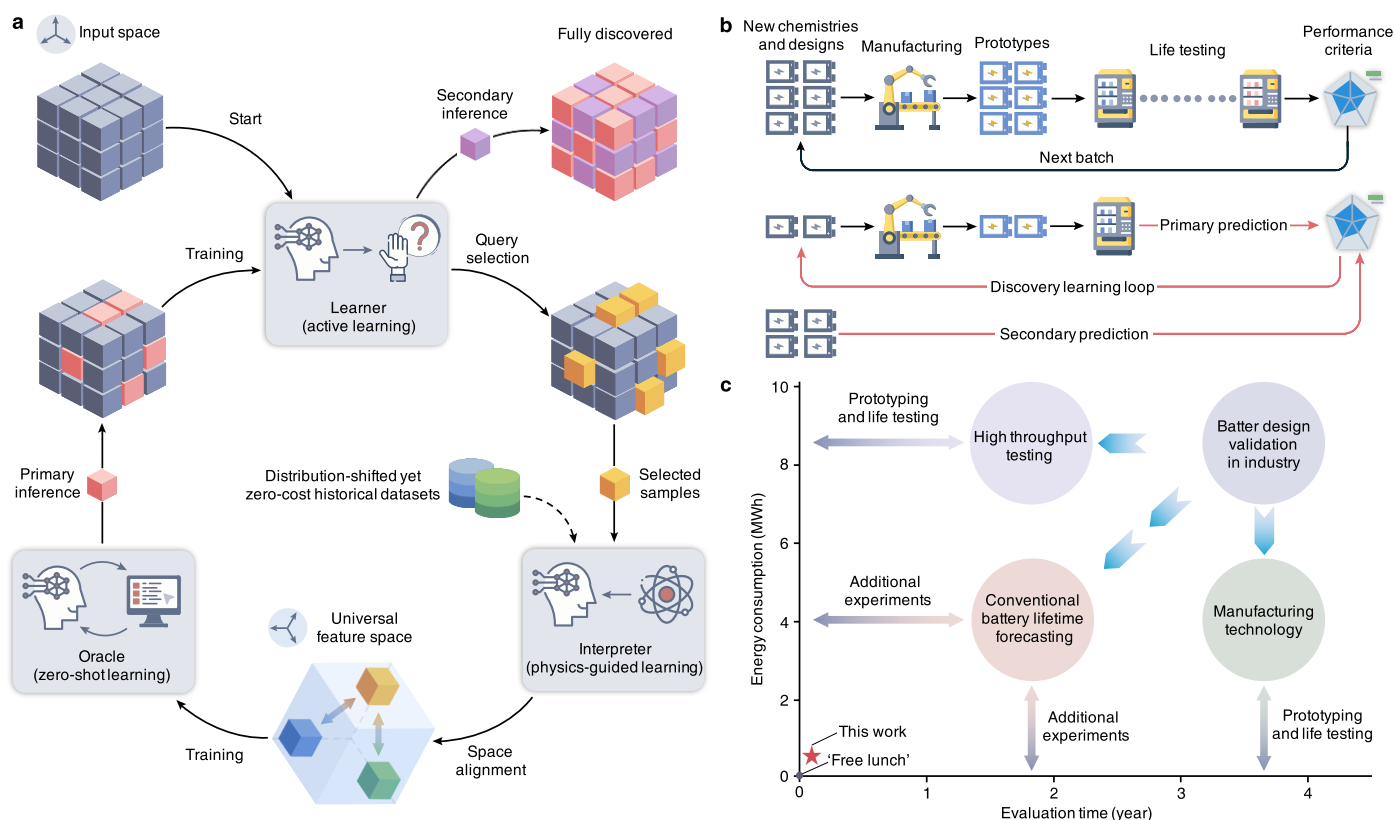 a
Input space
Fully discovered
Start
Secondary
inference
Training
Query
selection
?
Learner
(active learning)
Primary
inference
Distribution-shifted yet
zero-cost historical datasets
Selected
samples
Oracle
(zero-shot learning)
Universal
feature space
Interpreter
(physics-guided learning)
Training
Space
alignment
b
New chemistries
and designs
Manufacturing
Prototypes
Life testing
Performance
criteria
Next batch
Primary prediction
Discovery learning loop
Secondary prediction
c
Energy consumption (MWh)
10
8
6
4
2
0
Prototyping
and life testing
High throughput
testing
Batter design
validation
in industry
Additional
experiments
Conventional
battery lifetime
forecasting
Manufacturing
technology
Additional
experiments
Prototyping
and life testing
This work
‘Free lunch’
0
1
2
3
4
Evaluation time (year)